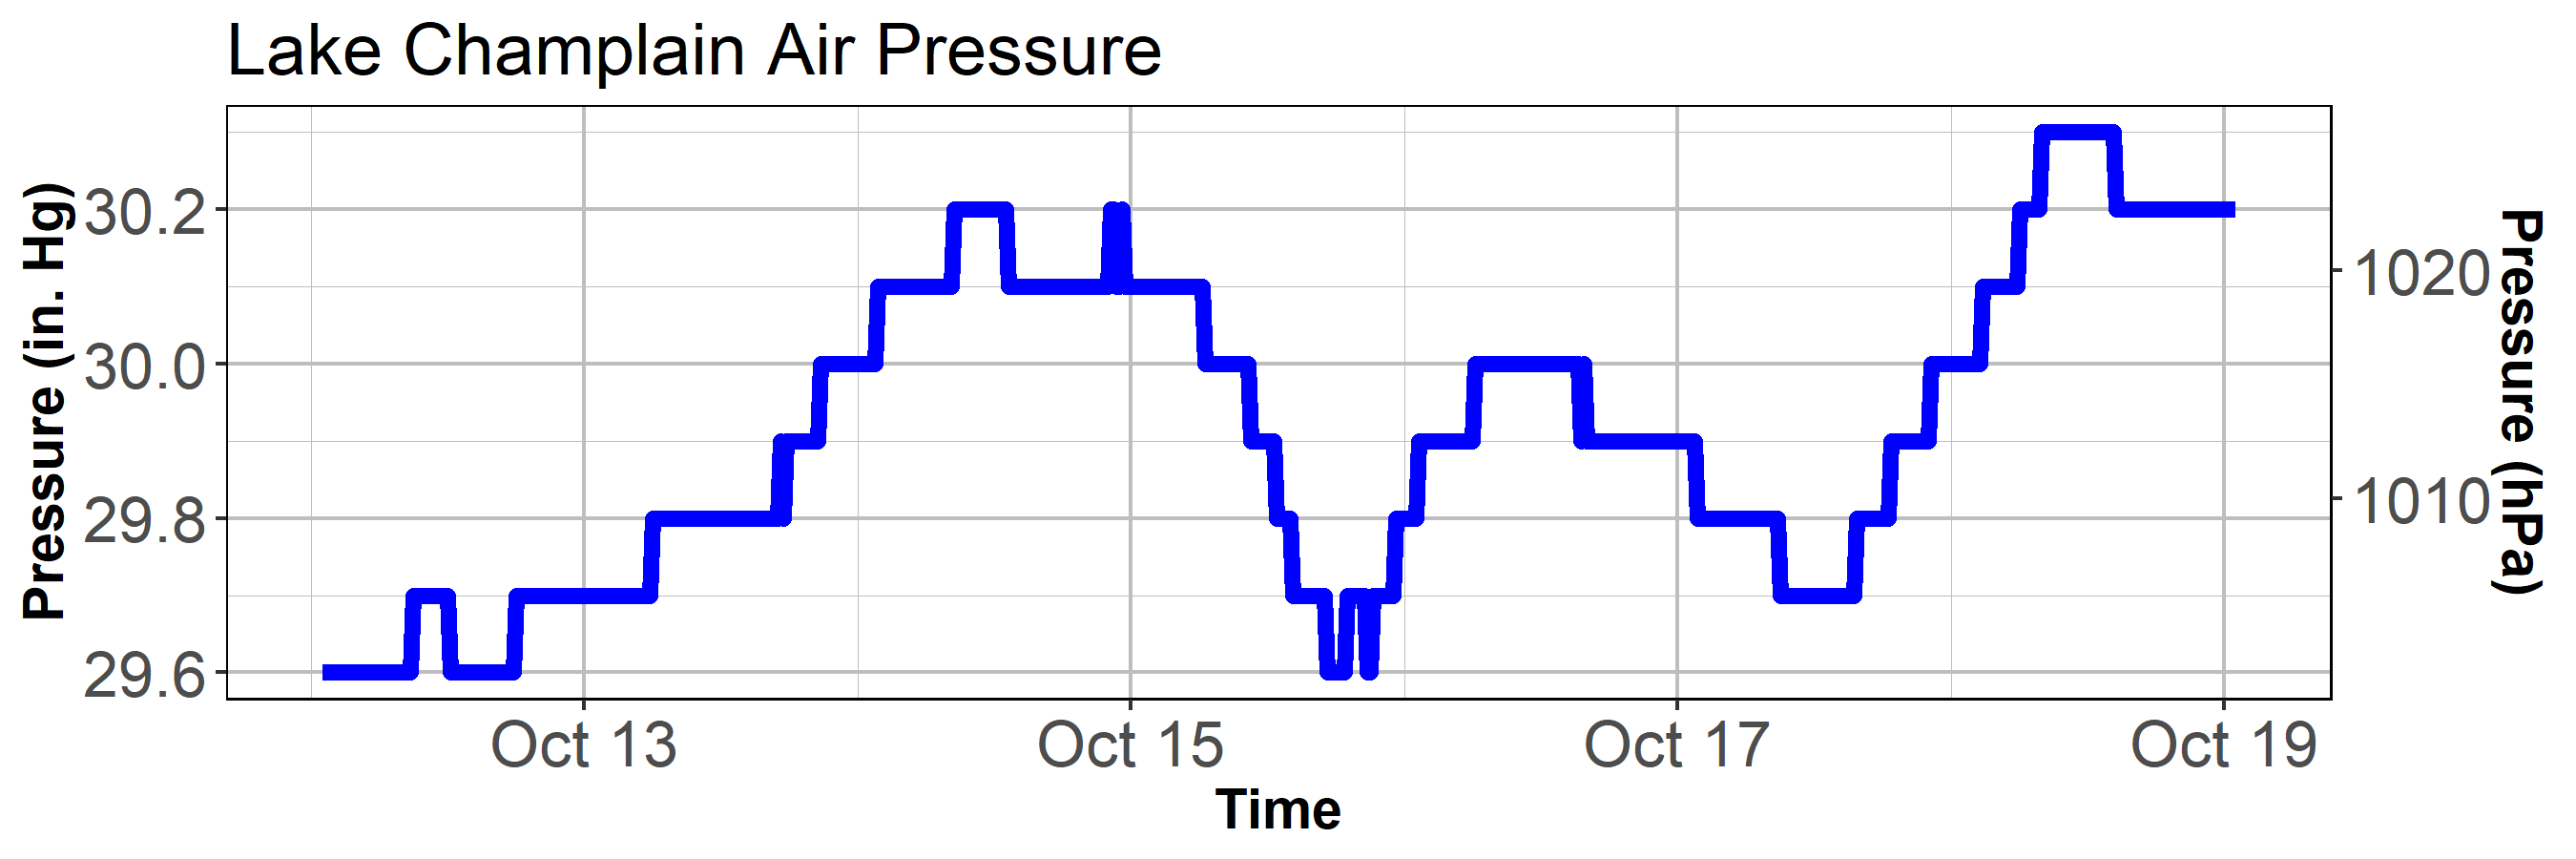 Lake Champlain Air Pressure
Pressure (in. Hg)
30.2
30.0
29.8
29.6
1020
1010
Pressure (hPa)
Oct 13
Oct 15
Oct 17
Oct 19
Time